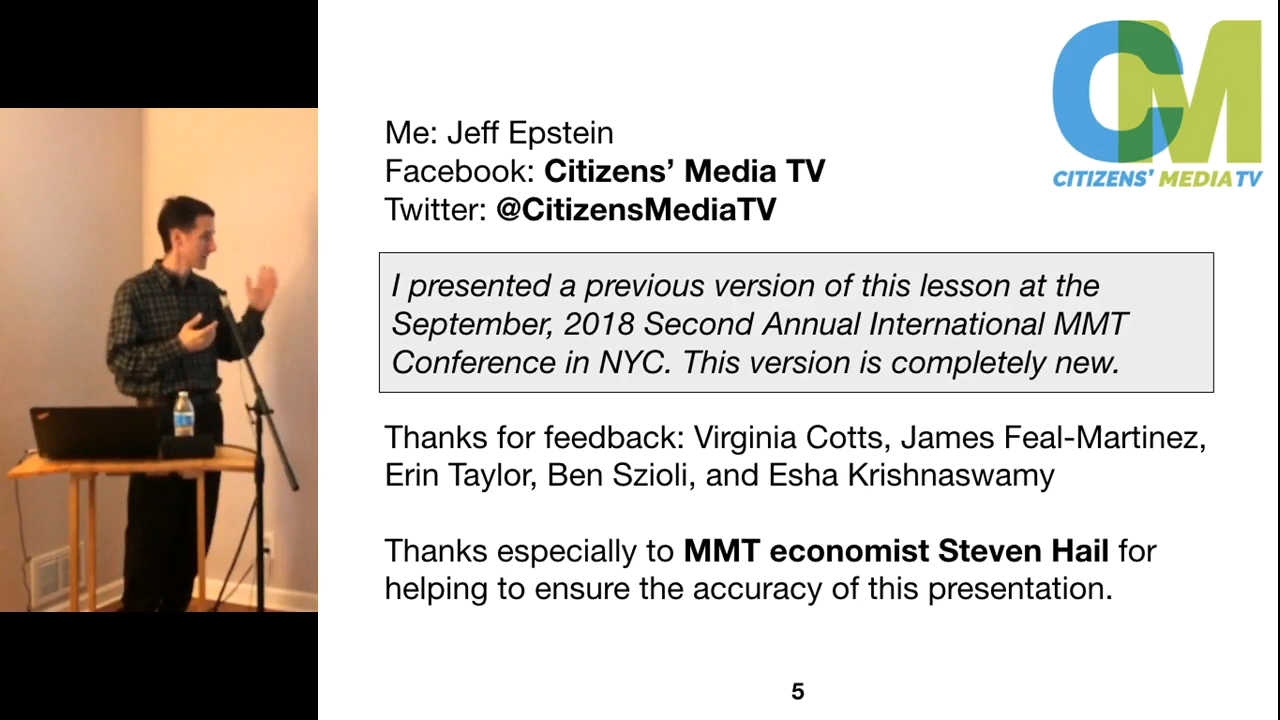 CM
CITIZENS' MEDIA TV
Me: Jeff Epstein
Facebook: Citizens’ Media TV
Twitter: @CitizensMediaTV
I presented a previous version of this lesson at the
September, 2018 Second Annual International MMT
Conference in NYC. This version is completely new.
Thanks for feedback: Virginia Cotts, James Feal-Martinez,
Erin Taylor, Ben Szioli, and Esha Krishnaswamy
Thanks especially to MMT economist Steven Hail for
helping to ensure the accuracy of this presentation.
5